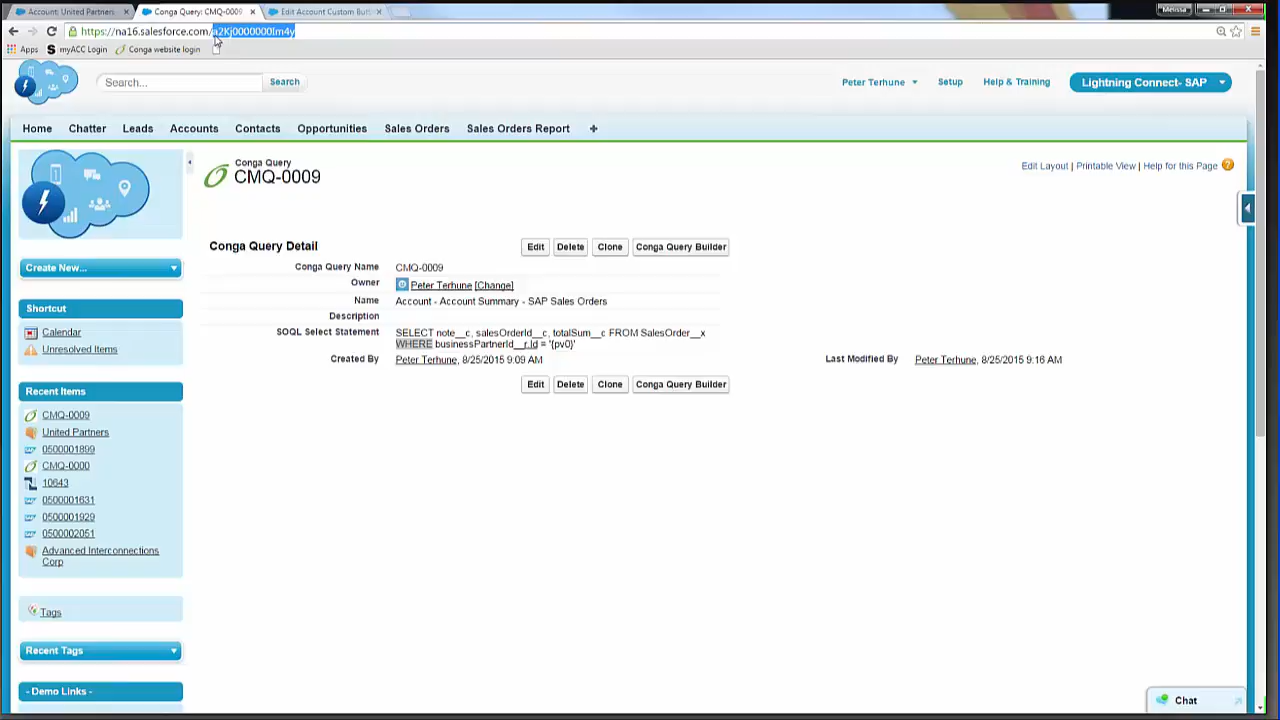 Account: United Partners
Conga Query: CMQ-0009
Edit Account Custom But
Melissa
https://na16.salesforce.com/a2Kj0000000Im4y
Apps
myACC Login
Conga website login
Search...
Search
Peter Terhune
Setup
Help & Training
Lightning Connect- SAP
Home
Chatter
Leads
Accounts
Contacts
Opportunities
Sales Orders
Sales Orders Report
Conga Query
CMQ-0009
Edit Layout | Printable View | Help for this Page
Conga Query Detail
Edit
Delete
Clone
Conga Query Builder
Conga Query Name
CMQ-0009
Owner
Peter Terhune [Change]
Name
Account - Account Summary - SAP Sales Orders
Description
SOQL Select Statement
SELECT note__c, salesOrderId__c, totalSum__c FROM SalesOrder__x
WHERE businessPartnerId__r.Id = '{pv0}'
Created By
Peter Terhune, 8/25/2015 9:09 AM
Last Modified By
Peter Terhune, 8/25/2015 9:16 AM
Edit
Delete
Clone
Conga Query Builder
Create New...
Shortcut
Calendar
Unresolved Items
Recent Items
CMQ-0009
United Partners
0500001899
CMQ-0000
10643
0500001631
0500001929
0500002051
Advanced Interconnections
Corp
Tags
Recent Tags
- Demo Links -
Chat